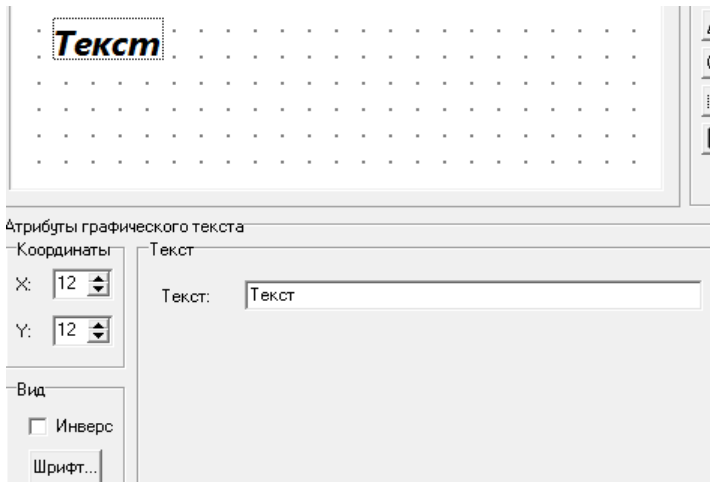 Текст
Атрибуты графического текста
Координаты
Текст
X: 12
Текст: Текст
Y: 12
Вид
Инверс
Шрифт...